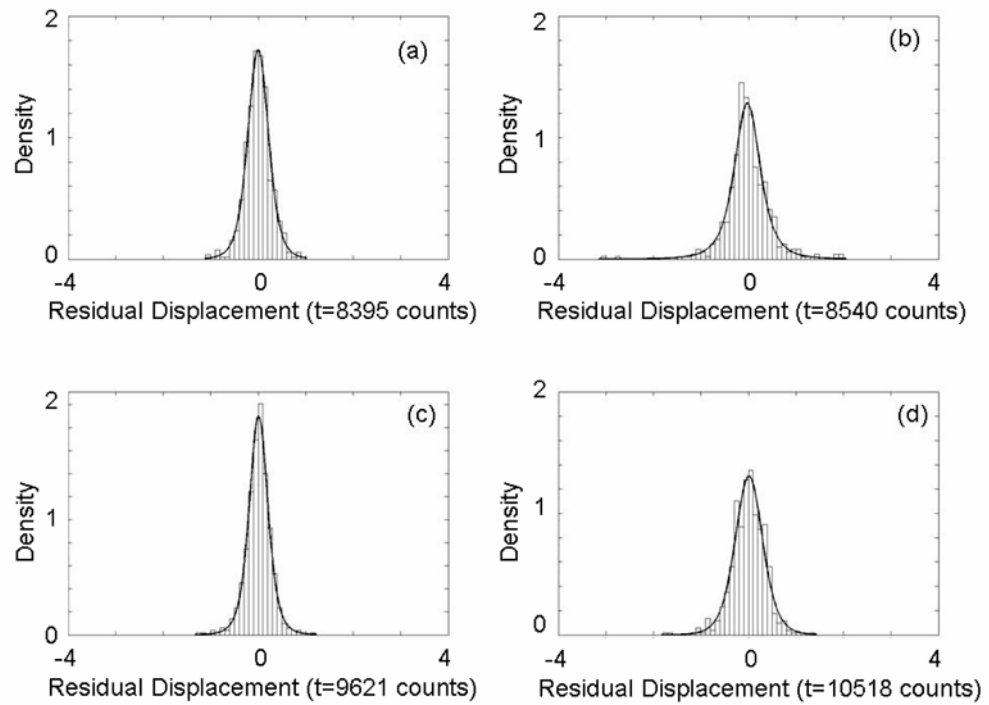 2
(a)
Density
1
0
-4
0
4
Residual Displacement (t=8395 counts)
2
(b)
Density
1
0
-4
0
4
Residual Displacement (t=8540 counts)
2
(c)
Density
1
0
-4
0
4
Residual Displacement (t=9621 counts)
2
(d)
Density
1
0
-4
0
4
Residual Displacement (t=10518 counts)